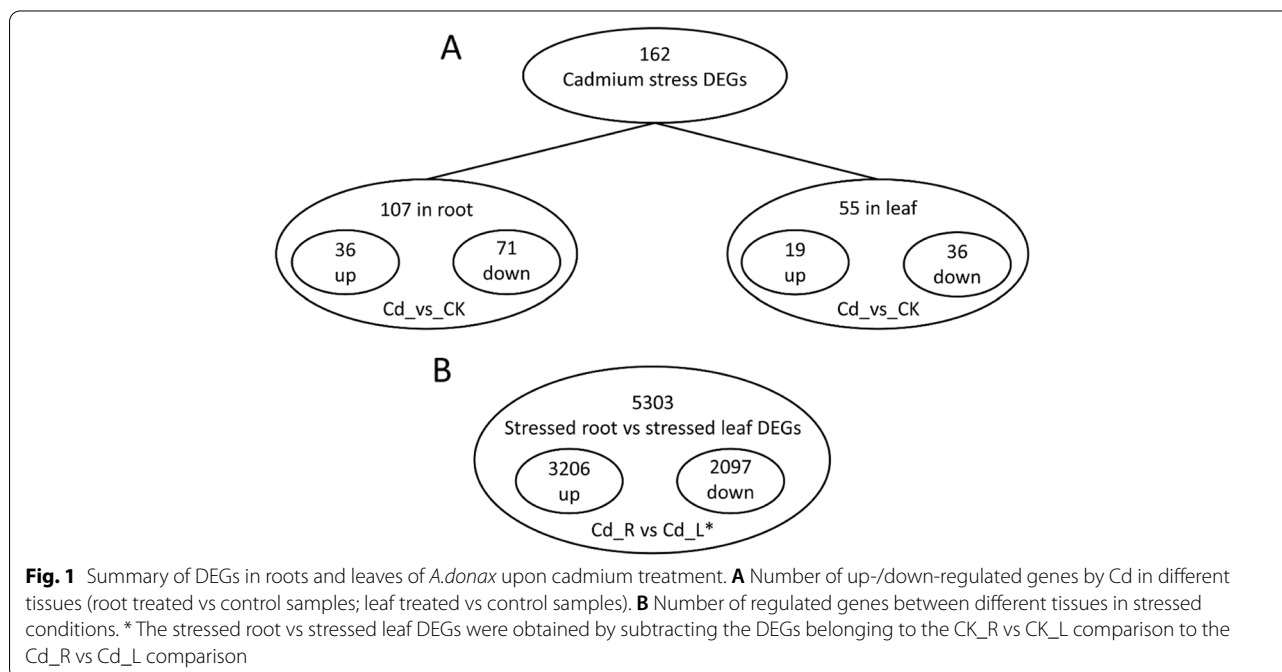 A
162
Cadmium stress DEGs
107 in root
36
up
71
down
Cd_vs_CK
55 in leaf
19
up
36
down
Cd_vs_CK
B
5303
Stressed root vs stressed leaf DEGs
3206
up
2097
down
Cd_R vs Cd_L*
Fig. 1 Summary of DEGs in roots and leaves of A.donax upon cadmium treatment. A Number of up-/down-regulated genes by Cd in different
tissues (root treated vs control samples; leaf treated vs control samples). B Number of regulated genes between different tissues in stressed
conditions. * The stressed root vs stressed leaf DEGs were obtained by subtracting the DEGs belonging to the CK_R vs CK_L comparison to the
Cd_R vs Cd_L comparison